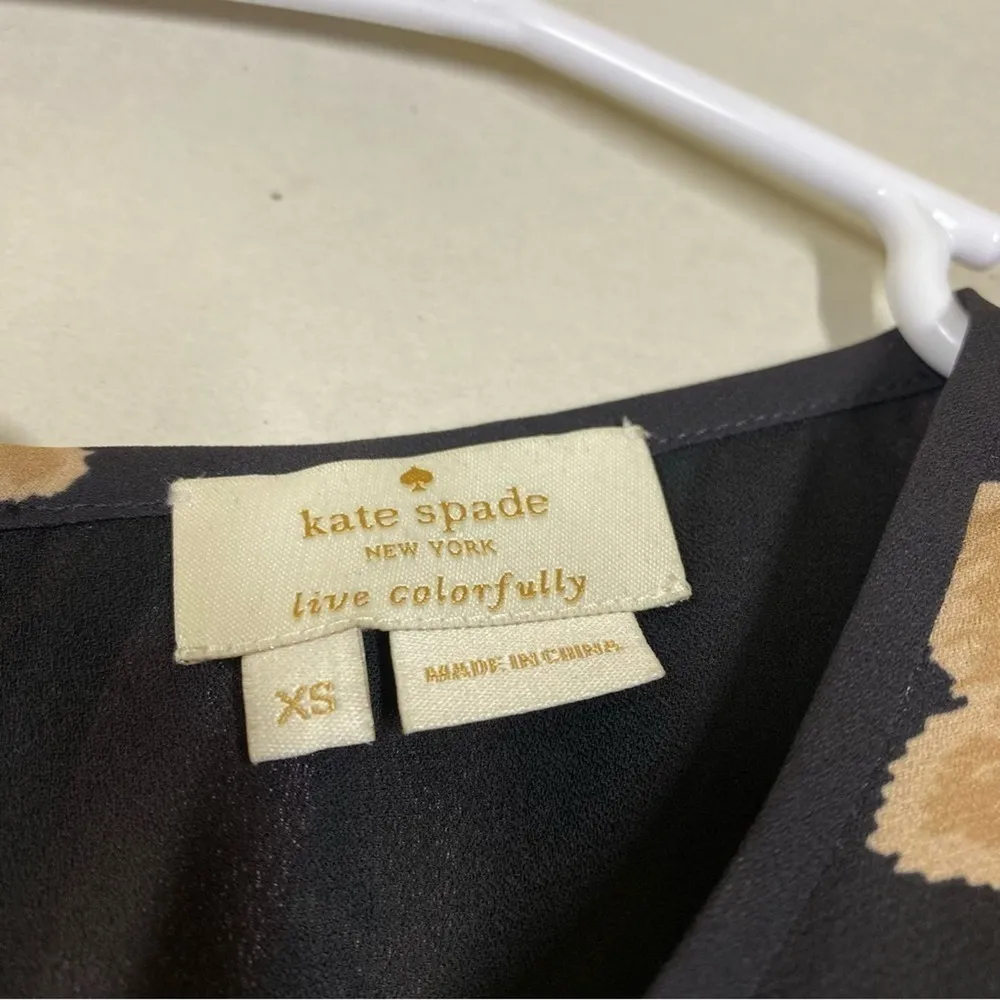 kate spade
NEW YORK
live colorfully
XS
MADE IN CHINA